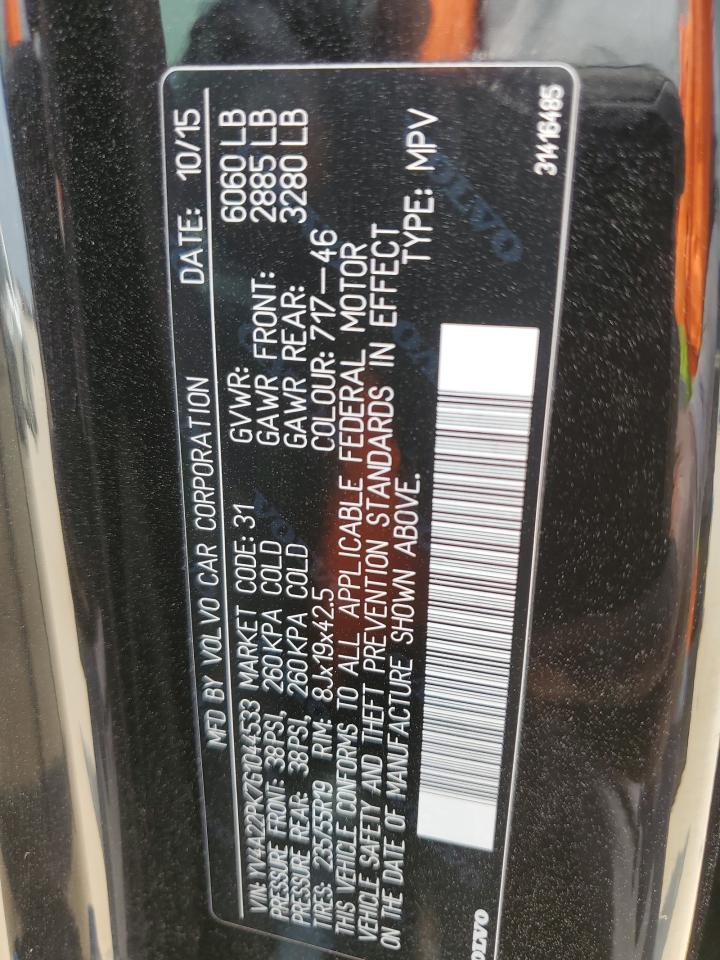 MFD BY VOLVO CAR CORPORATION DATE: 10/15
VIN: YV4A22PK7G1044533 MARKET CODE: 31 GVWR: 6060 LB
PRESSURE FRONT: 38PSI, 260KPA COLD GAWR FRONT: 2885 LB
PRESSURE REAR: 38PSI, 260KPA COLD GAWR REAR: 3280 LB
TIRES: 235/55R19 RIM: 8Jx19x42.5 COLOUR: 717-46
THIS VEHICLE CONFORMS TO ALL APPLICABLE FEDERAL MOTOR
VEHICLE SAFETY AND THEFT PREVENTION STANDARDS IN EFFECT
ON THE DATE OF MANUFACTURE SHOWN ABOVE. TYPE: MPV
VOLVO
31416485